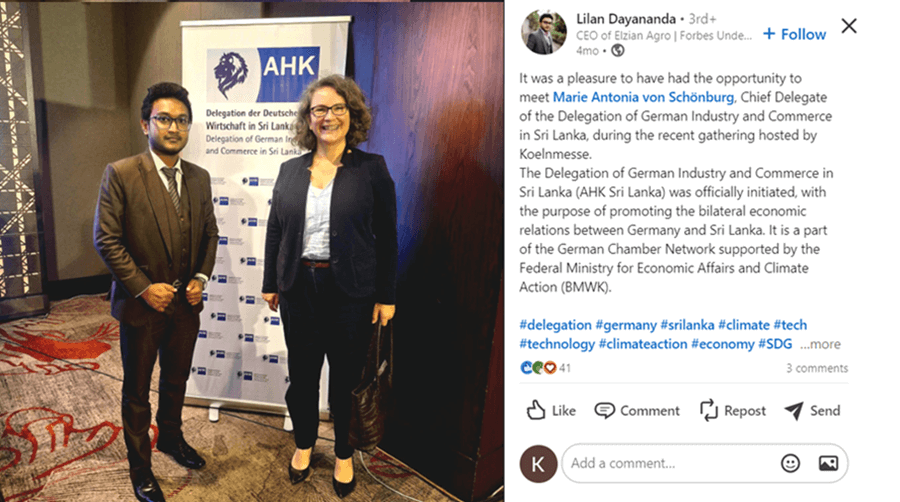 AHK
Delegation der Deutschen
Wirtschaft in Sri Lanka
Delegation of German
and Commerce in Sri Lanka
Lilan Dayananda • 3rd+
CEO of Elzian Agro | Forbes Unde...
4mo •
+ Follow
It was a pleasure to have had the opportunity to
meet Marie Antonia von Schönburg, Chief Delegate
of the Delegation of German Industry and Commerce
in Sri Lanka, during the recent gathering hosted by
Koelnmesse.
The Delegation of German Industry and Commerce in
Sri Lanka (AHK Sri Lanka) was officially initiated, with
the purpose of promoting the bilateral economic
relations between Germany and Sri Lanka. It is a part
of the German Chamber Network supported by the
Federal Ministry for Economic Affairs and Climate
Action (BMWK).
#delegation #germany #srilanka #climate #tech
#technology #climateaction #economy #SDG ...more
41
3 comments
Like Comment Repost Send
K
Add a comment...